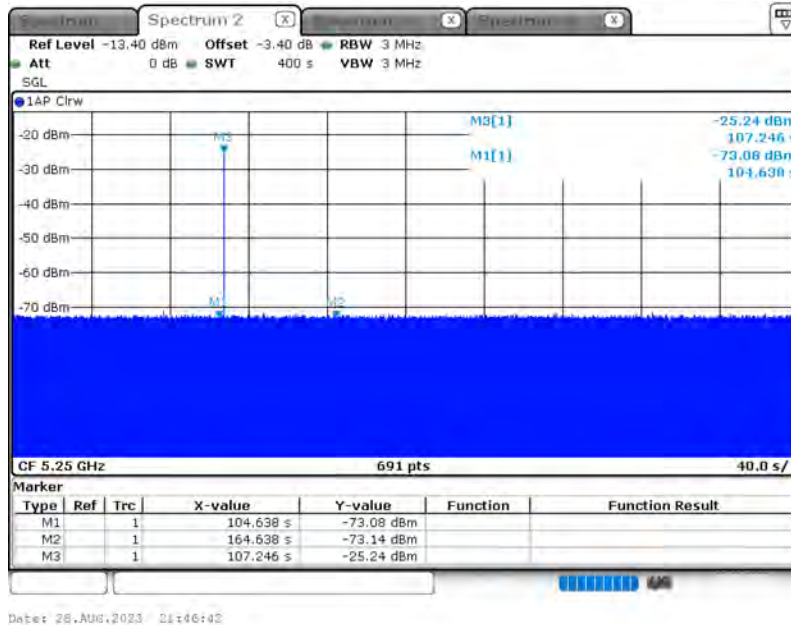 Spectrum Spectrum 2 X X X
Ref Level -13.40 dBm Offset -3.40 dB RBW 3 MHz
Att 0 dB SWT 400 s VBW 3 MHz
SGL
1AP Clrw
M3[1] -25.24 dBm
107.246 s
M1[1] -73.08 dBm
104.638 s
-20 dBm
M3
-30 dBm
-40 dBm
-50 dBm
-60 dBm
-70 dBm
M1 M2
CF 5.25 GHz 691 pts 40.0 s/
Marker
Type Ref Trc X-value Y-value Function Function Result
M1 1 104.638 s -73.08 dBm
M2 1 164.638 s -73.14 dBm
M3 1 107.246 s -25.24 dBm
Date: 28.AUG.2023 21:46:42